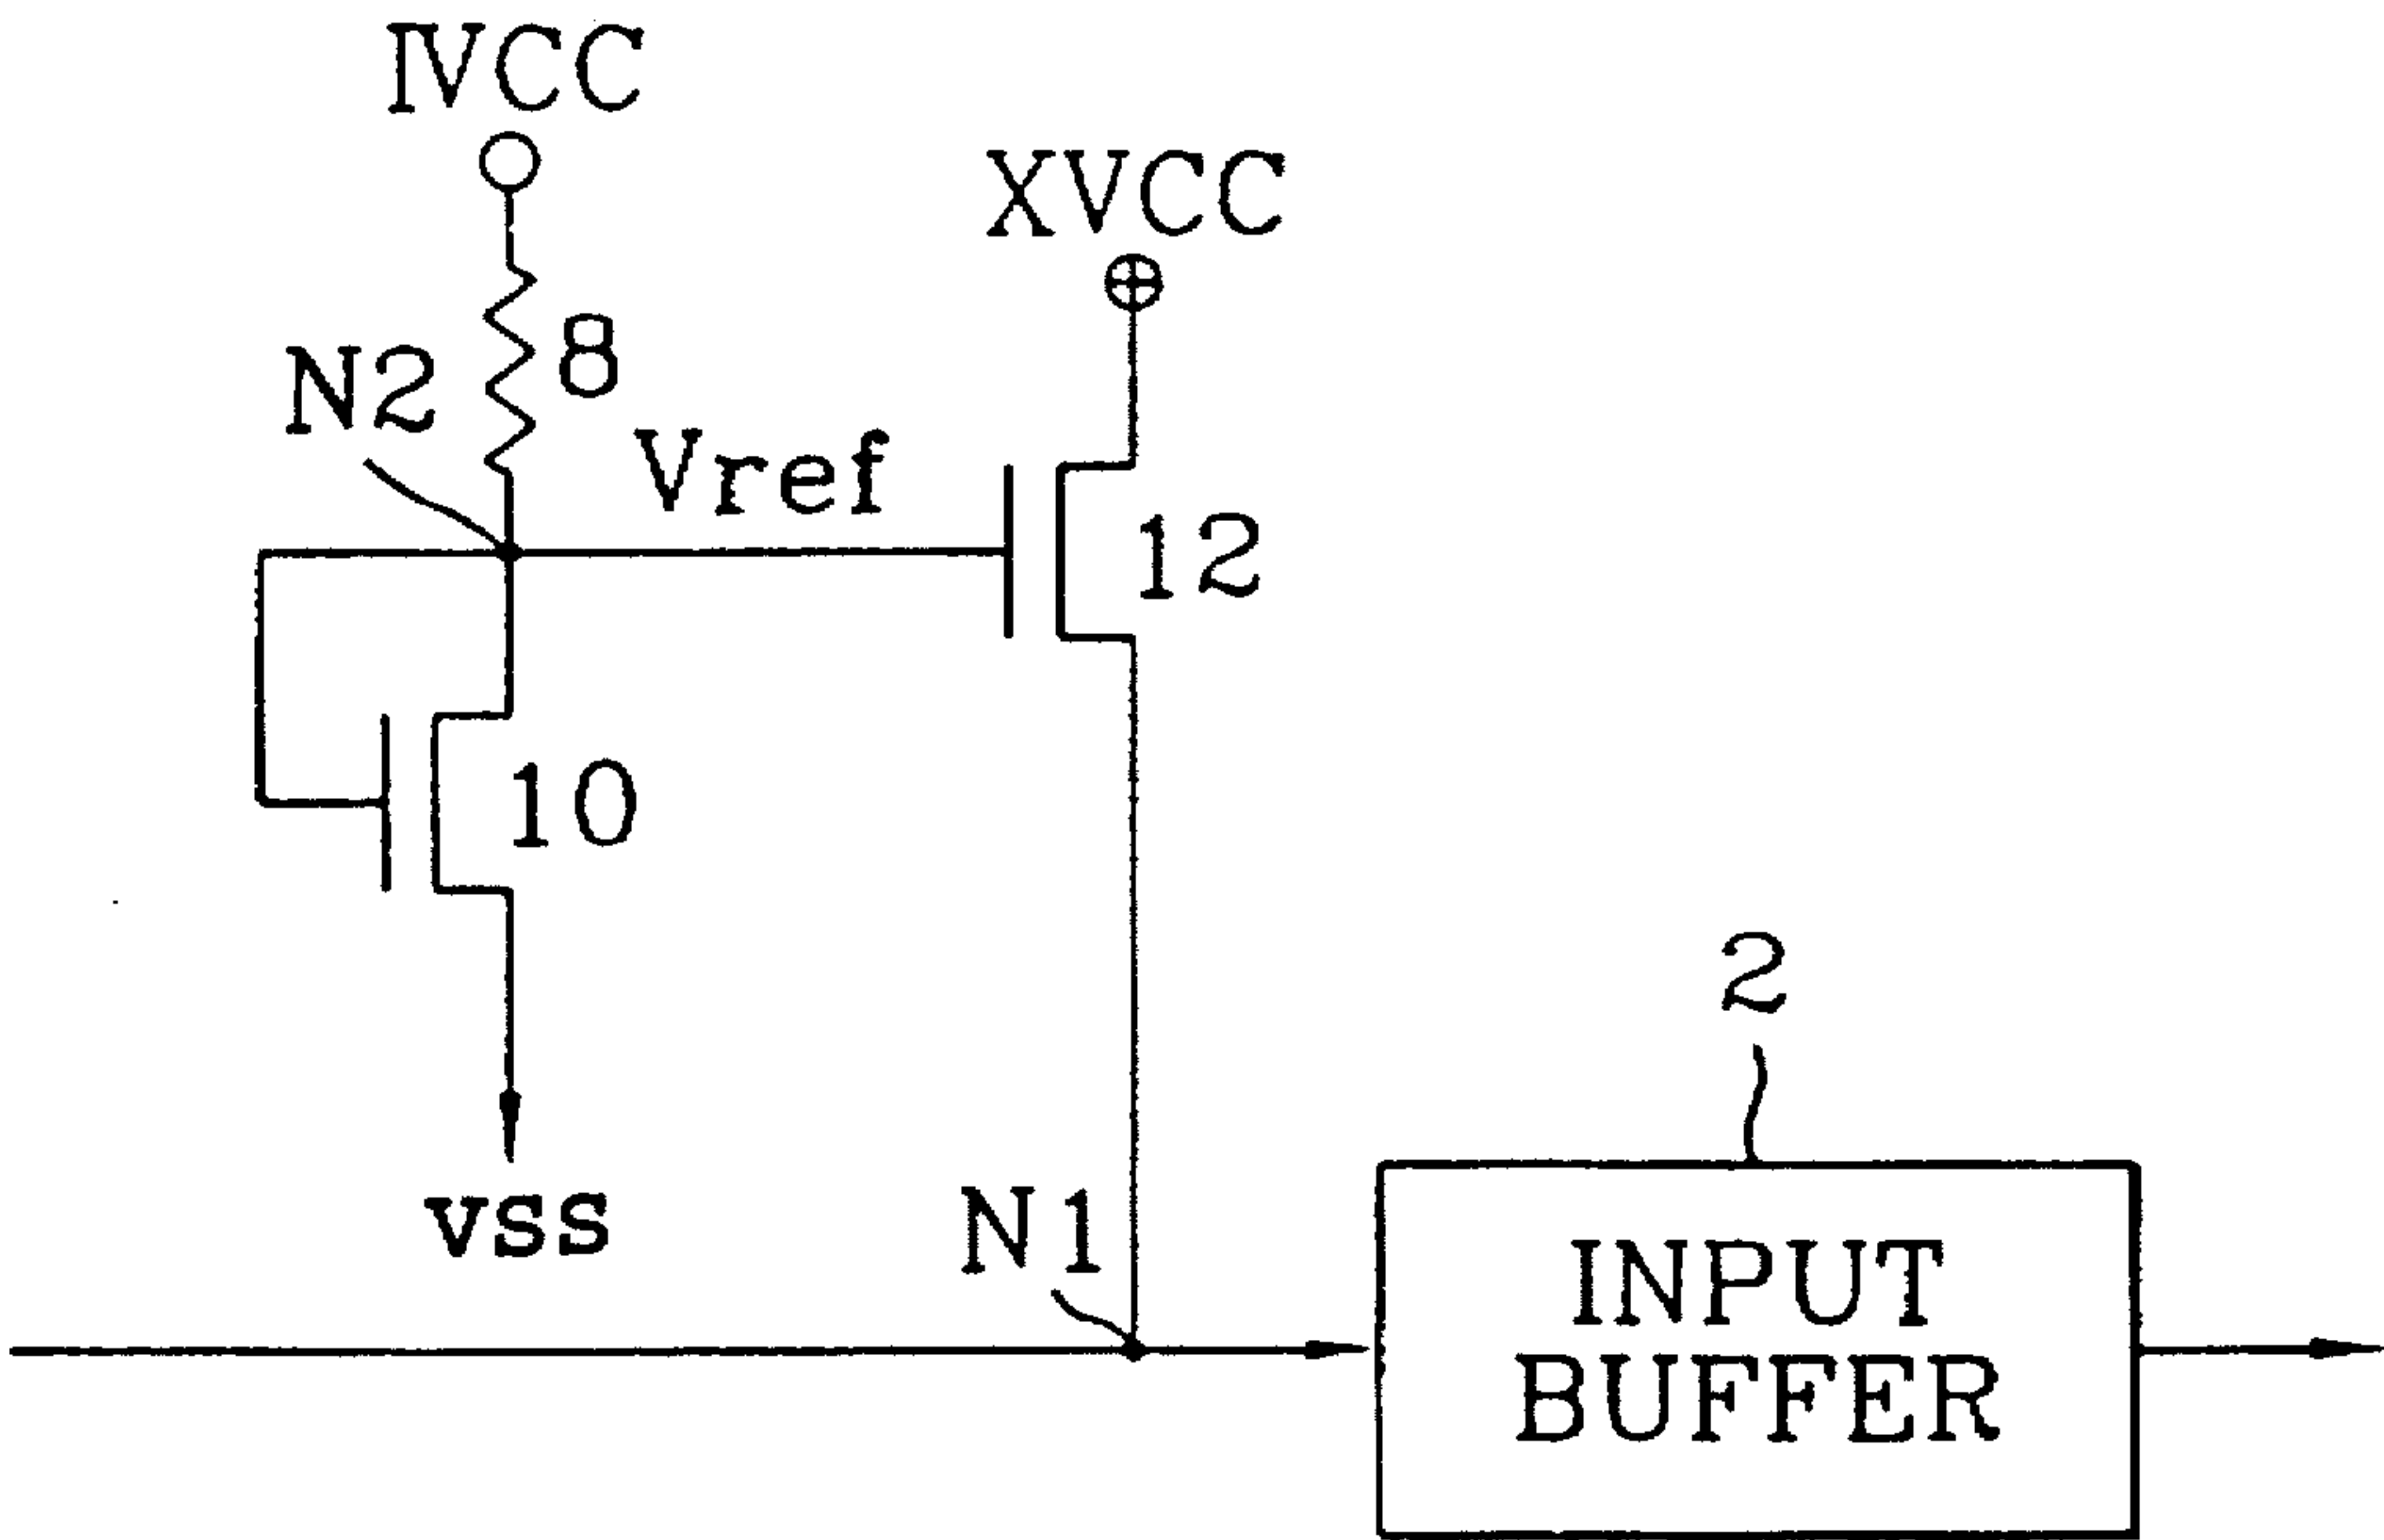 IVCC
XVCC
N2
8
Vref
12
10
2
vss
N1
INPUT
BUFFER